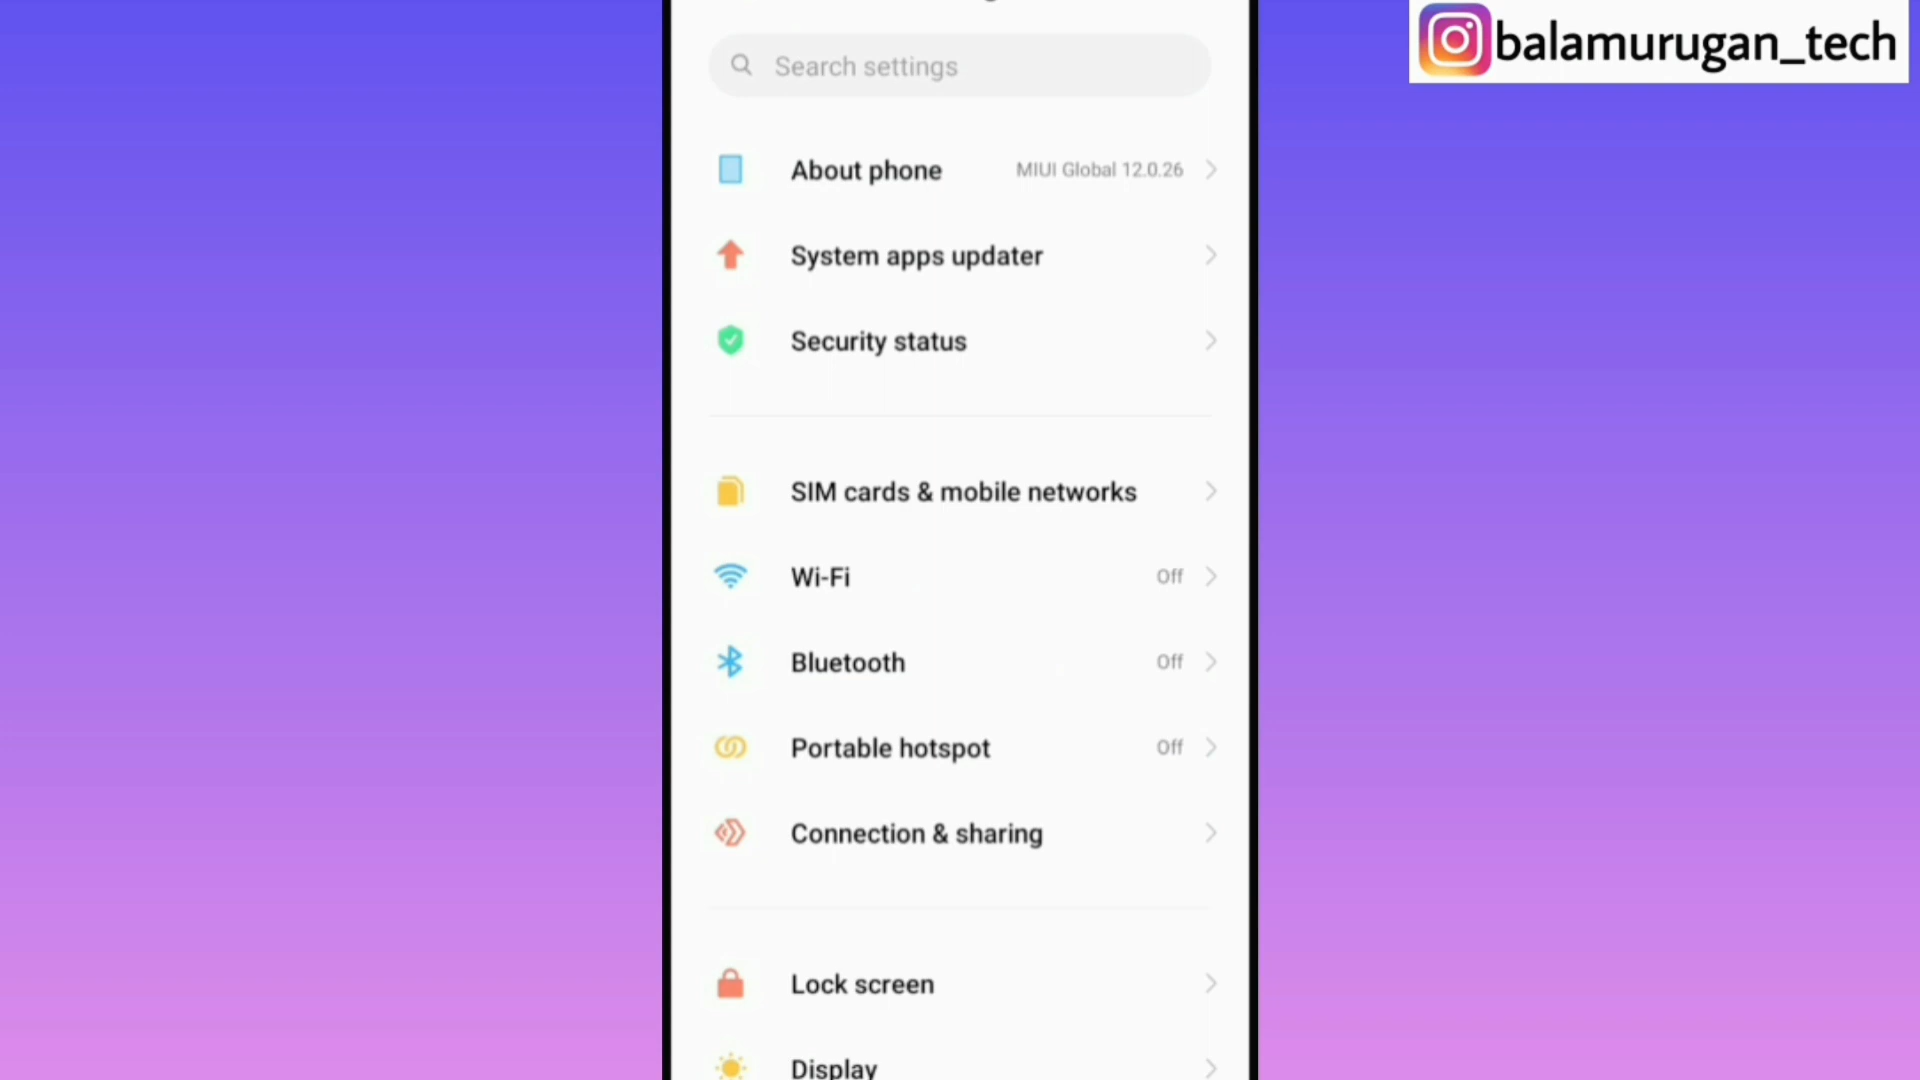 balamurugan_tech
Search settings
About phone MIUI Global 12.0.26
System apps updater
Security status
SIM cards & mobile networks
Wi-Fi Off
Bluetooth Off
Portable hotspot Off
Connection & sharing
Lock screen
Display